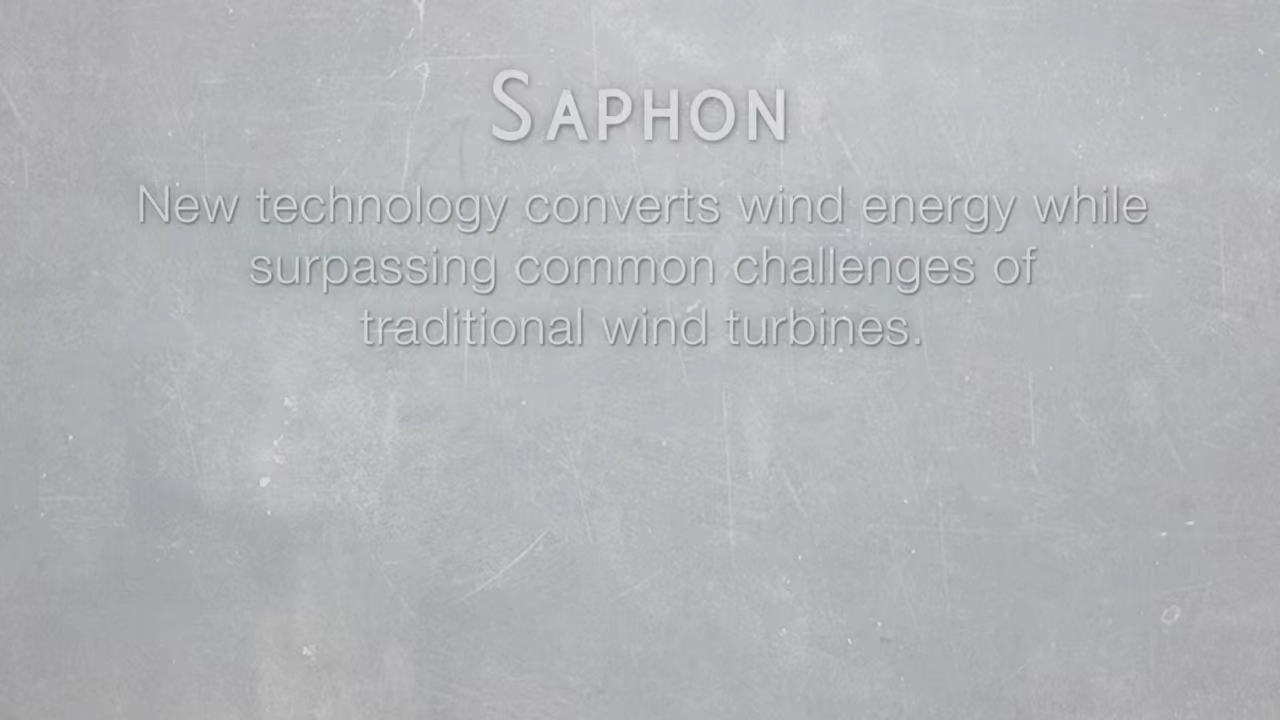 SAPHON
New technology converts wind energy while
surpassing common challenges of
traditional wind turbines.